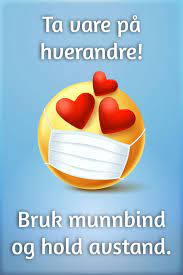 Ta vare på
hverandre!
Bruk munnbind
og hold avstand.